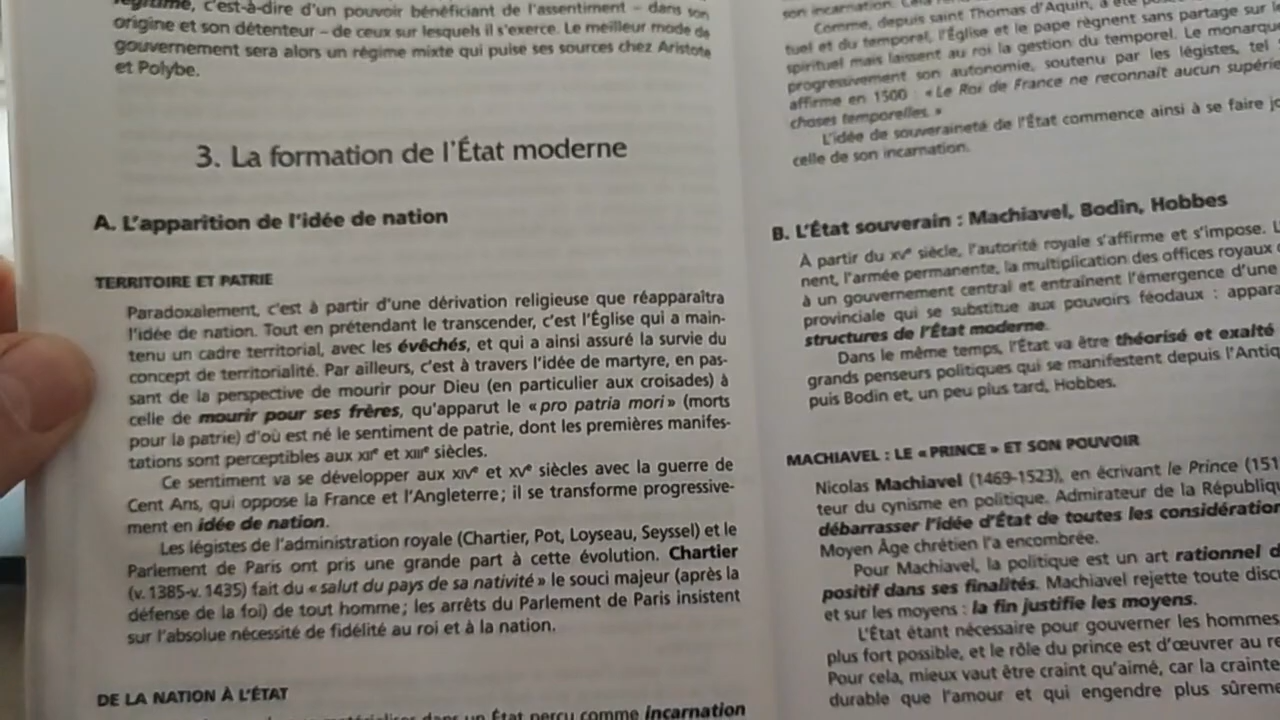 légitime, c'est-à-dire d'un pouvoir bénéficiant de l'assentiment – dans son
origine et son détenteur – de ceux sur lesquels il s'exerce. Le meilleur mode de
gouvernement sera alors un régime mixte qui puise ses sources chez Aristote
et Polybe.
3. La formation de l'État moderne
A. L'apparition de l'idée de nation
TERRITOIRE ET PATRIE
Paradoxalement, c'est à partir d'une dérivation religieuse que réapparaîtra
l'idée de nation. Tout en prétendant le transcender, c'est l'Église qui a main-
tenu un cadre territorial, avec les évêchés, et qui a ainsi assuré la survie du
concept de territorialité. Par ailleurs, c'est à travers l'idée de martyre, en pas-
sant de la perspective de mourir pour Dieu (en particulier aux croisades) à
celle de mourir pour ses frères, qu'apparut le « pro patria mori » (morts
pour la patrie) d'où est né le sentiment de patrie, dont les premières manifes-
tations sont perceptibles aux XIIe et XIIIe siècles.
Ce sentiment va se développer aux XIVe et XVe siècles avec la guerre de
Cent Ans, qui oppose la France et l'Angleterre ; il se transforme progressive-
ment en idée de nation.
Les légistes de l'administration royale (Chartier, Pot, Loyseau, Seyssel) et le
Parlement de Paris ont pris une grande part à cette évolution. Chartier
(v. 1385-v. 1435) fait du « salut du pays de sa nativité » le souci majeur (après la
défense de la foi) de tout homme ; les arrêts du Parlement de Paris insistent
sur l'absolue nécessité de fidélité au roi et à la nation.
DE LA NATION À L'ÉTAT
dans un État perçu comme incarnation
son incarnation.
Comme, depuis saint Thomas d'Aquin, a été
tuel et du temporel, l'Église et le pape règnent sans partage sur le
spirituel mais laissent au roi la gestion du temporel. Le monarque
progressivement son autonomie, soutenu par les légistes, tel
affirme en 1500 : « Le Roi de France ne reconnaît aucun supérie
choses temporelles. »
L'idée de souveraineté de l'État commence ainsi à se faire jo
celle de son incarnation.
B. L'État souverain : Machiavel, Bodin, Hobbes
À partir du XVe siècle, l'autorité royale s'affirme et s'impose. L
nent, l'armée permanente, la multiplication des offices royaux
à un gouvernement central et entraînent l'émergence d'une
provinciale qui se substitue aux pouvoirs féodaux : appara
structures de l'État moderne.
Dans le même temps, l'État va être théorisé et exalté
grands penseurs politiques qui se manifestent depuis l'Antiq
puis Bodin et, un peu plus tard, Hobbes.
MACHIAVEL : LE « PRINCE » ET SON POUVOIR
Nicolas Machiavel (1469-1523), en écrivant le Prince (151
teur du cynisme en politique. Admirateur de la Républiqu
débarrasser l'idée d'État de toutes les considération
Moyen Âge chrétien l'a encombrée.
Pour Machiavel, la politique est un art rationnel d
positif dans ses finalités. Machiavel rejette toute disc
et sur les moyens : la fin justifie les moyens.
L'État étant nécessaire pour gouverner les hommes
plus fort possible, et le rôle du prince est d'œuvrer au re
Pour cela, mieux vaut être craint qu'aimé, car la crainte
durable que l'amour et qui engendre plus sûreme